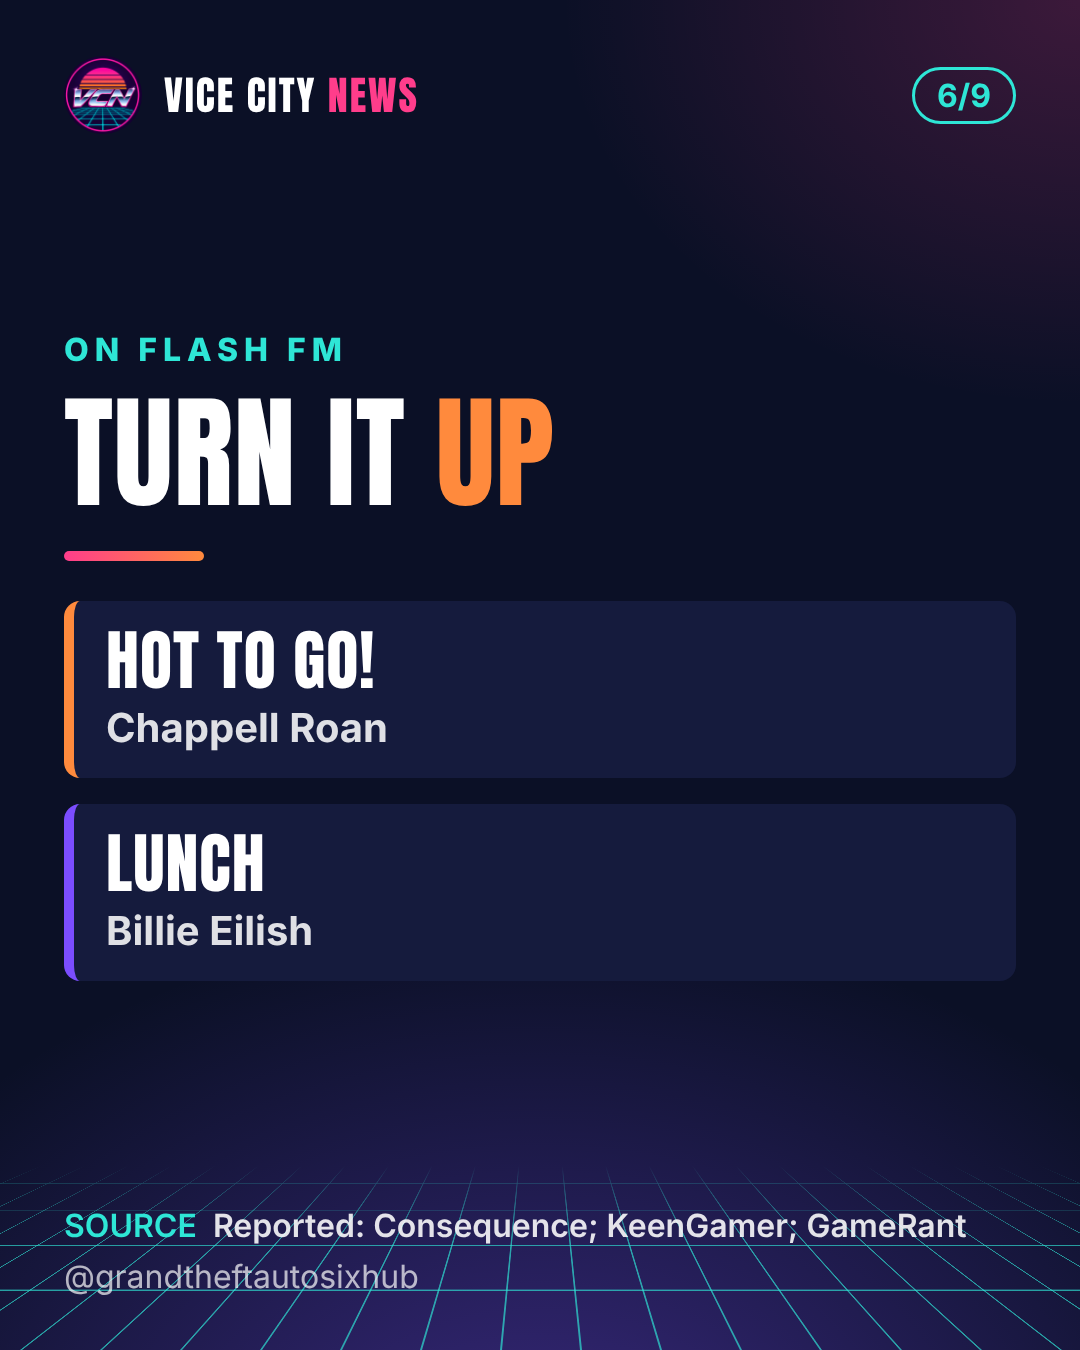 VCN
VICE CITY NEWS
6/9
ON FLASH FM
TURN IT UP
HOT TO GO!
Chappell Roan
LUNCH
Billie Eilish
SOURCE Reported: Consequence; KeenGamer; GameRant
@grandtheftautosixhub